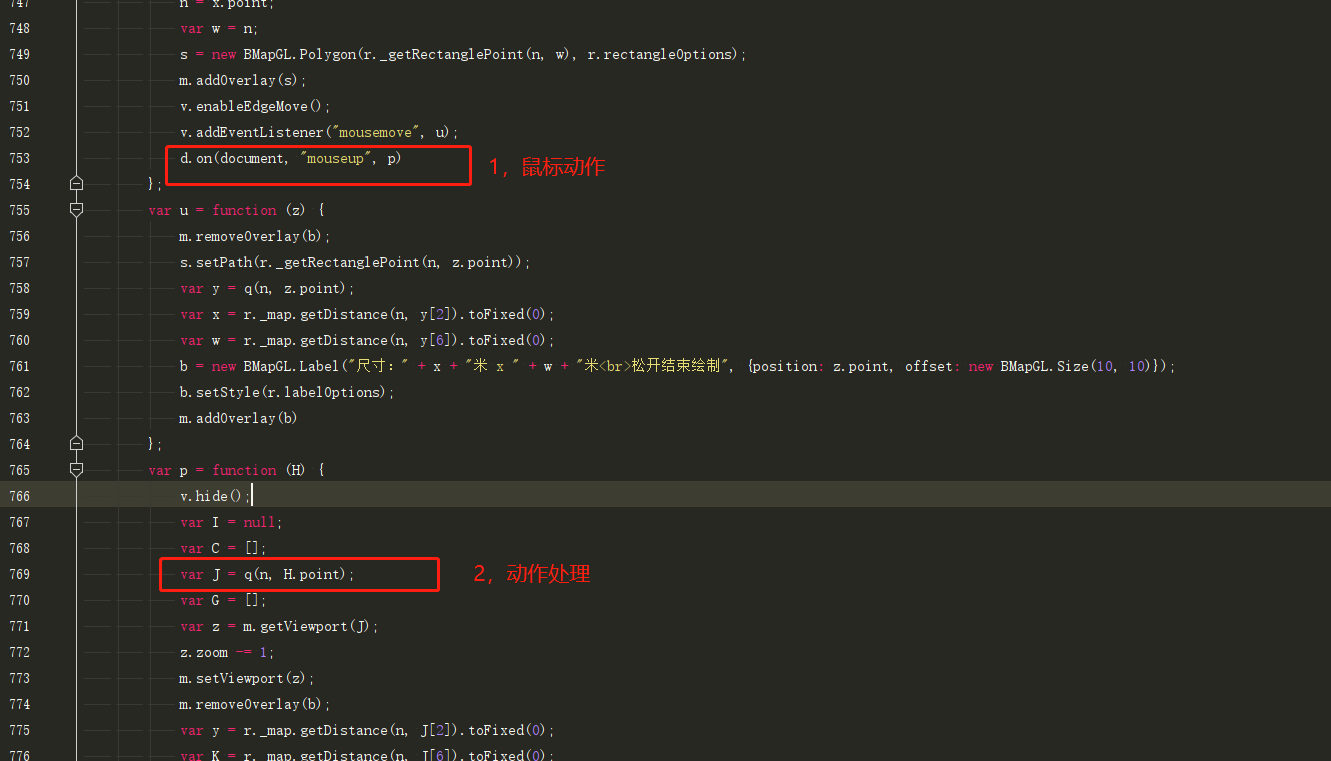 747 n = x.point;
748 var w = n;
749 s = new BMapGL.Polygon(r._getRectanglePoint(n, w), r.rectangleOptions);
750 m.addOverlay(s);
751 v.enableEdgeMove();
752 v.addEventListener("mousemove", u);
753 d.on(document, "mouseup", p)
1，鼠标动作
754 };
755 var u = function (z) {
756 m.removeOverlay(b);
757 s.setPath(r._getRectanglePoint(n, z.point));
758 var y = q(n, z.point);
759 var x = r._map.getDistance(n, y[2]).toFixed(0);
760 var w = r._map.getDistance(n, y[6]).toFixed(0);
761 b = new BMapGL.Label("尺寸：" + x + "米 x " + w + "米<br>松开结束绘制", {position: z.point, offset: new BMapGL.Size(10, 10)});
762 b.setStyle(r.labelOptions);
763 m.addOverlay(b)
764 };
765 var p = function (H) {
766 v.hide();
767 var I = null;
768 var C = [];
769 var J = q(n, H.point);
2，动作处理
770 var G = [];
771 var z = m.getViewport(J);
772 z.zoom -= 1;
773 m.setViewport(z);
774 m.removeOverlay(b);
775 var y = r._map.getDistance(n, J[2]).toFixed(0);
776 var K = r._map.getDistance(n, J[6]).toFixed(0);